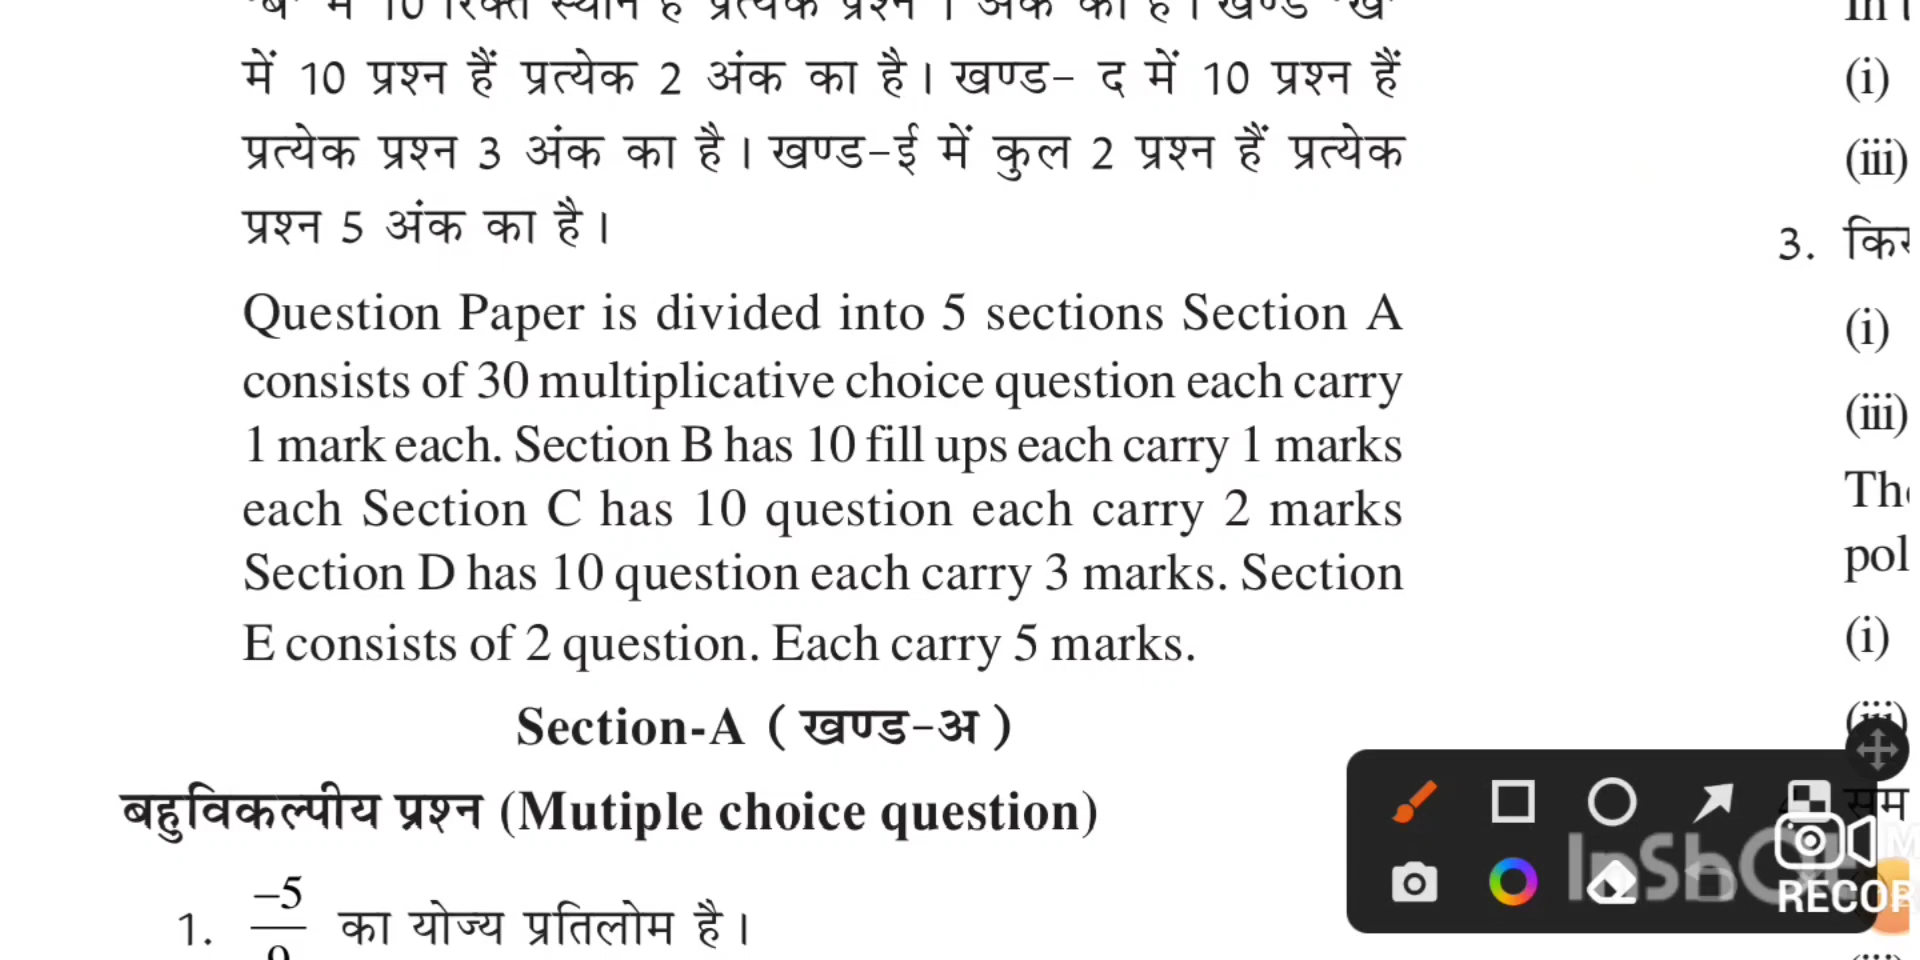 में 10 प्रश्न हैं प्रत्येक 2 अंक का है। खण्ड- द में 10 प्रश्न हैं
प्रत्येक प्रश्न 3 अंक का है। खण्ड-ई में कुल 2 प्रश्न हैं प्रत्येक
प्रश्न 5 अंक का है।
Question Paper is divided into 5 sections Section A
consists of 30 multiplicative choice question each carry
1 mark each. Section B has 10 fill ups each carry 1 marks
each Section C has 10 question each carry 2 marks
Section D has 10 question each carry 3 marks. Section
E consists of 2 question. Each carry 5 marks.
Section-A ( खण्ड-अ )
बहुविकल्पीय प्रश्न (Mutiple choice question)
1. -5/9 का योज्य प्रतिलोम है।
(i)
(iii)
3.
(i)
(iii)
(i)
(iii)
InShOt
RECOR